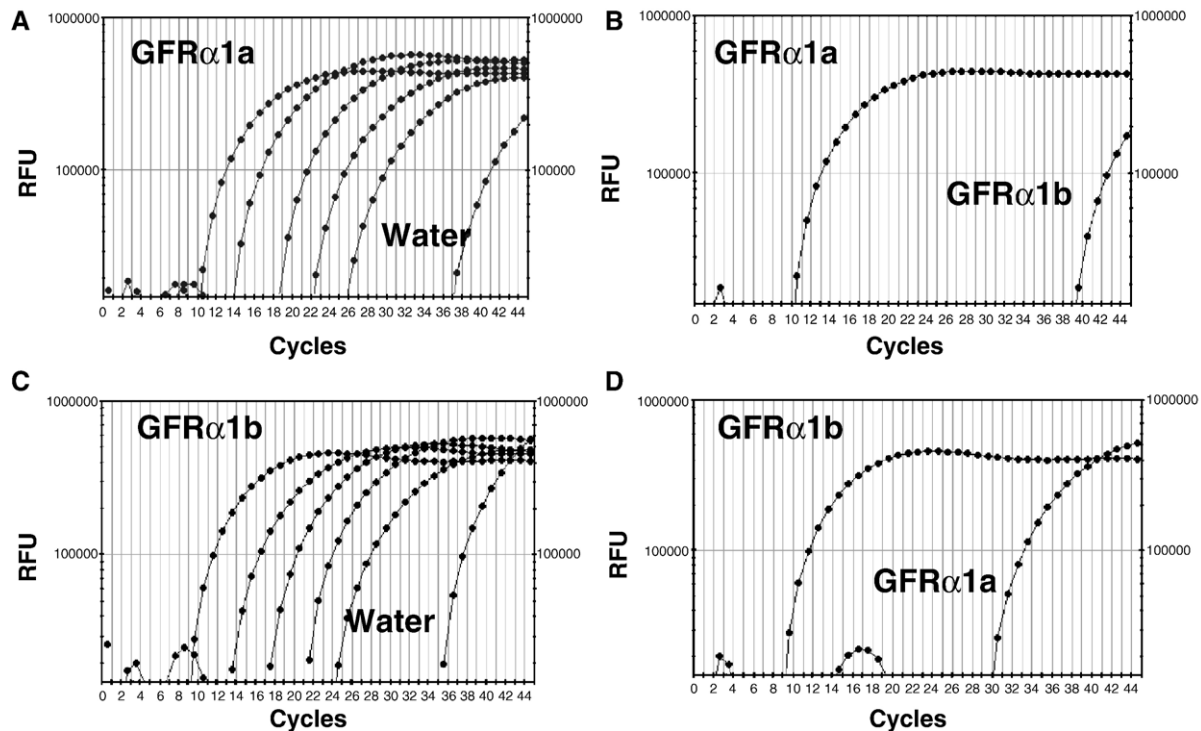 A
GFRα1a
1000000
1000000
RFU
100000
100000
Water
0 2 4 6 8 10 12 14 16 18 20 22 24 26 28 30 32 34 36 38 40 42 44
Cycles
B
GFRα1a
1000000
1000000
RFU
100000
100000
GFRα1b
0 2 4 6 8 10 12 14 16 18 20 22 24 26 28 30 32 34 36 38 40 42 44
Cycles
C
GFRα1b
1000000
1000000
RFU
100000
100000
Water
0 2 4 6 8 10 12 14 16 18 20 22 24 26 28 30 32 34 36 38 40 42 44
Cycles
D
GFRα1b
1000000
1000000
RFU
100000
100000
GFRα1a
0 2 4 6 8 10 12 14 16 18 20 22 24 26 28 30 32 34 36 38 40 42 44
Cycles